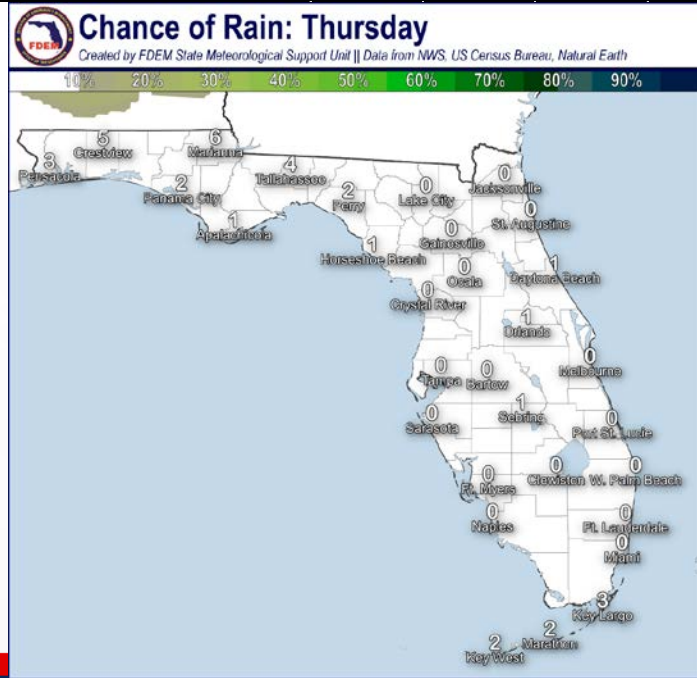 FDEM
Chance of Rain: Thursday
Created by FDEM State Meteorological Support Unit || Data from NWS, US Census Bureau, Natural Earth
10% 20% 30% 40% 50% 60% 70% 80% 90%
5
Crestview
6
Marianna
3
Pensacola
4
Tallahassee
2
Panama City
2
Perry
0
Lake City
0
Jacksonville
1
Apalachicola
0
St. Augustine
0
Gainesville
1
Horseshoe Beach
0
Ocala
1
Daytona Beach
0
Crystal River
1
Orlando
0
Melbourne
0
Tampa
0
Bartow
1
Sebring
0
Sarasota
0
Port St. Lucie
0
Ft. Myers
0
Clewiston
0
W. Palm Beach
0
Naples
0
Ft. Lauderdale
0
Miami
3
Key Largo
2
Marathon
2
Key West